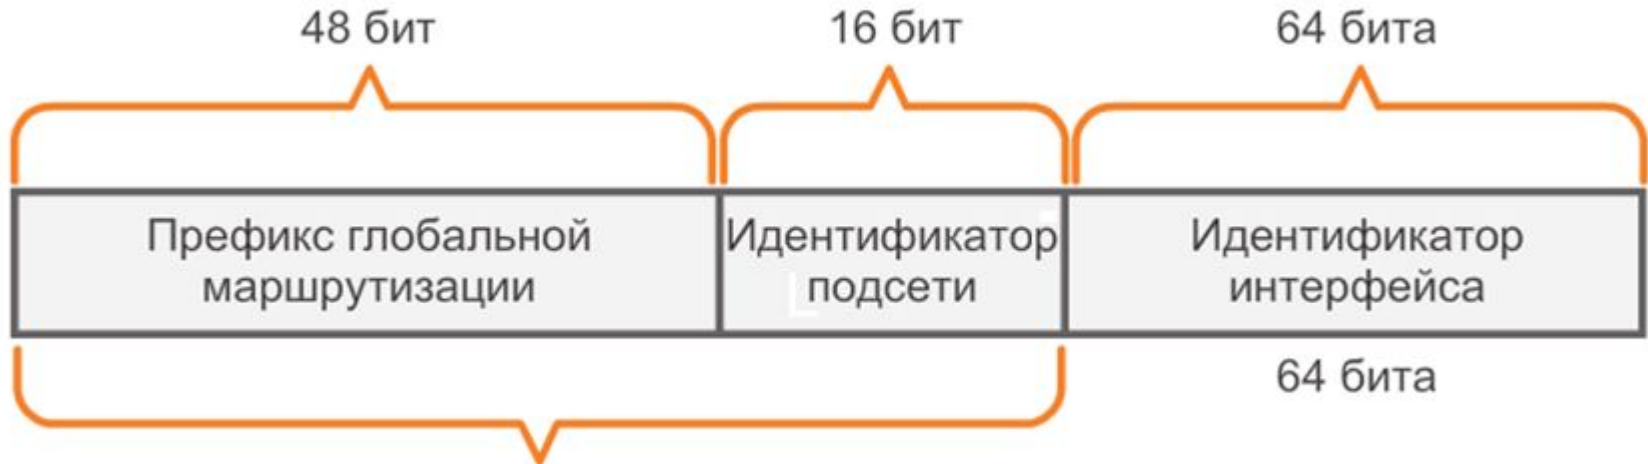 48 бит
16 бит
64 бита
Префикс глобальной
маршрутизации
Идентификатор
подсети
Идентификатор
интерфейса
64 бита